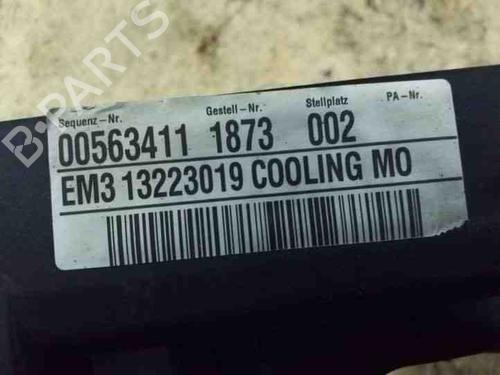 Sequenz-Nr. Gestell-Nr. Stellplatz PA-Nr.
00563411 1873 002
EM3 13223019 COOLING MO
B-PARTS